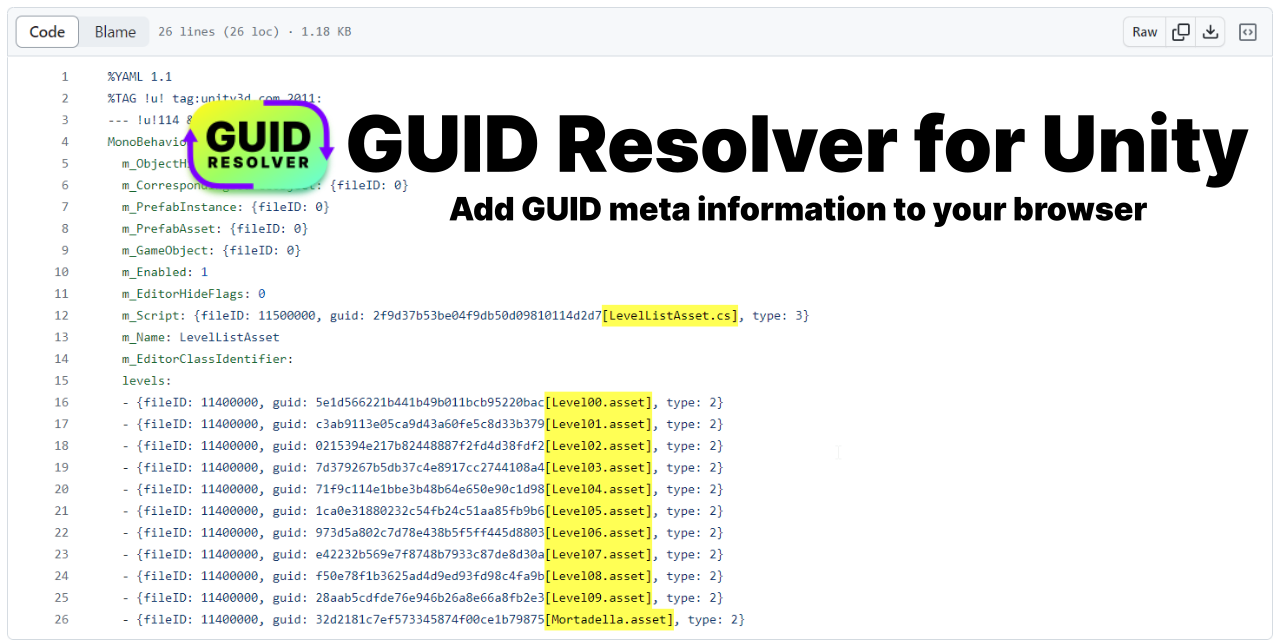 Code Blame 26 lines (26 loc) · 1.18 KB Raw
1 %YAML 1.1
2 %TAG !u! tag:unity3d.com,2011:
3 --- !u!114 &
GUID
RESOLVER
GUID Resolver for Unity
Add GUID meta information to your browser
4 MonoBehavio
5 m_ObjectH
6 m_Correspond {fileID: 0}
7 m_PrefabInstance: {fileID: 0}
8 m_PrefabAsset: {fileID: 0}
9 m_GameObject: {fileID: 0}
10 m_Enabled: 1
11 m_EditorHideFlags: 0
12 m_Script: {fileID: 11500000, guid: 2f9d37b53be04f9db50d09810114d2d7[LevelListAsset.cs], type: 3}
13 m_Name: LevelListAsset
14 m_EditorClassIdentifier:
15 levels:
16 - {fileID: 11400000, guid: 5e1d566221b441b49b011bcb95220bac[Level00.asset], type: 2}
17 - {fileID: 11400000, guid: c3ab9113e05ca9d43a60fe5c8d33b379[Level01.asset], type: 2}
18 - {fileID: 11400000, guid: 0215394e217b82448887f2fd4d38fdf2[Level02.asset], type: 2}
19 - {fileID: 11400000, guid: 7d379267b5db37c4e8917cc2744108a4[Level03.asset], type: 2}
20 - {fileID: 11400000, guid: 71f9c114e1bbe3b48b64e650e90c1d98[Level04.asset], type: 2}
21 - {fileID: 11400000, guid: 1ca0e31880232c54fb24c51aa85fb9b6[Level05.asset], type: 2}
22 - {fileID: 11400000, guid: 973d5a802c7d78e438b5f5ff445d8803[Level06.asset], type: 2}
23 - {fileID: 11400000, guid: e42232b569e7f8748b7933c87de8d30a[Level07.asset], type: 2}
24 - {fileID: 11400000, guid: f50e78f1b3625ad4d9ed93fd98c4fa9b[Level08.asset], type: 2}
25 - {fileID: 11400000, guid: 28aab5cdfde76e946b26a8e66a8fb2e3[Level09.asset], type: 2}
26 - {fileID: 11400000, guid: 32d2181c7ef573345874f00ce1b79875[Mortadella.asset], type: 2}